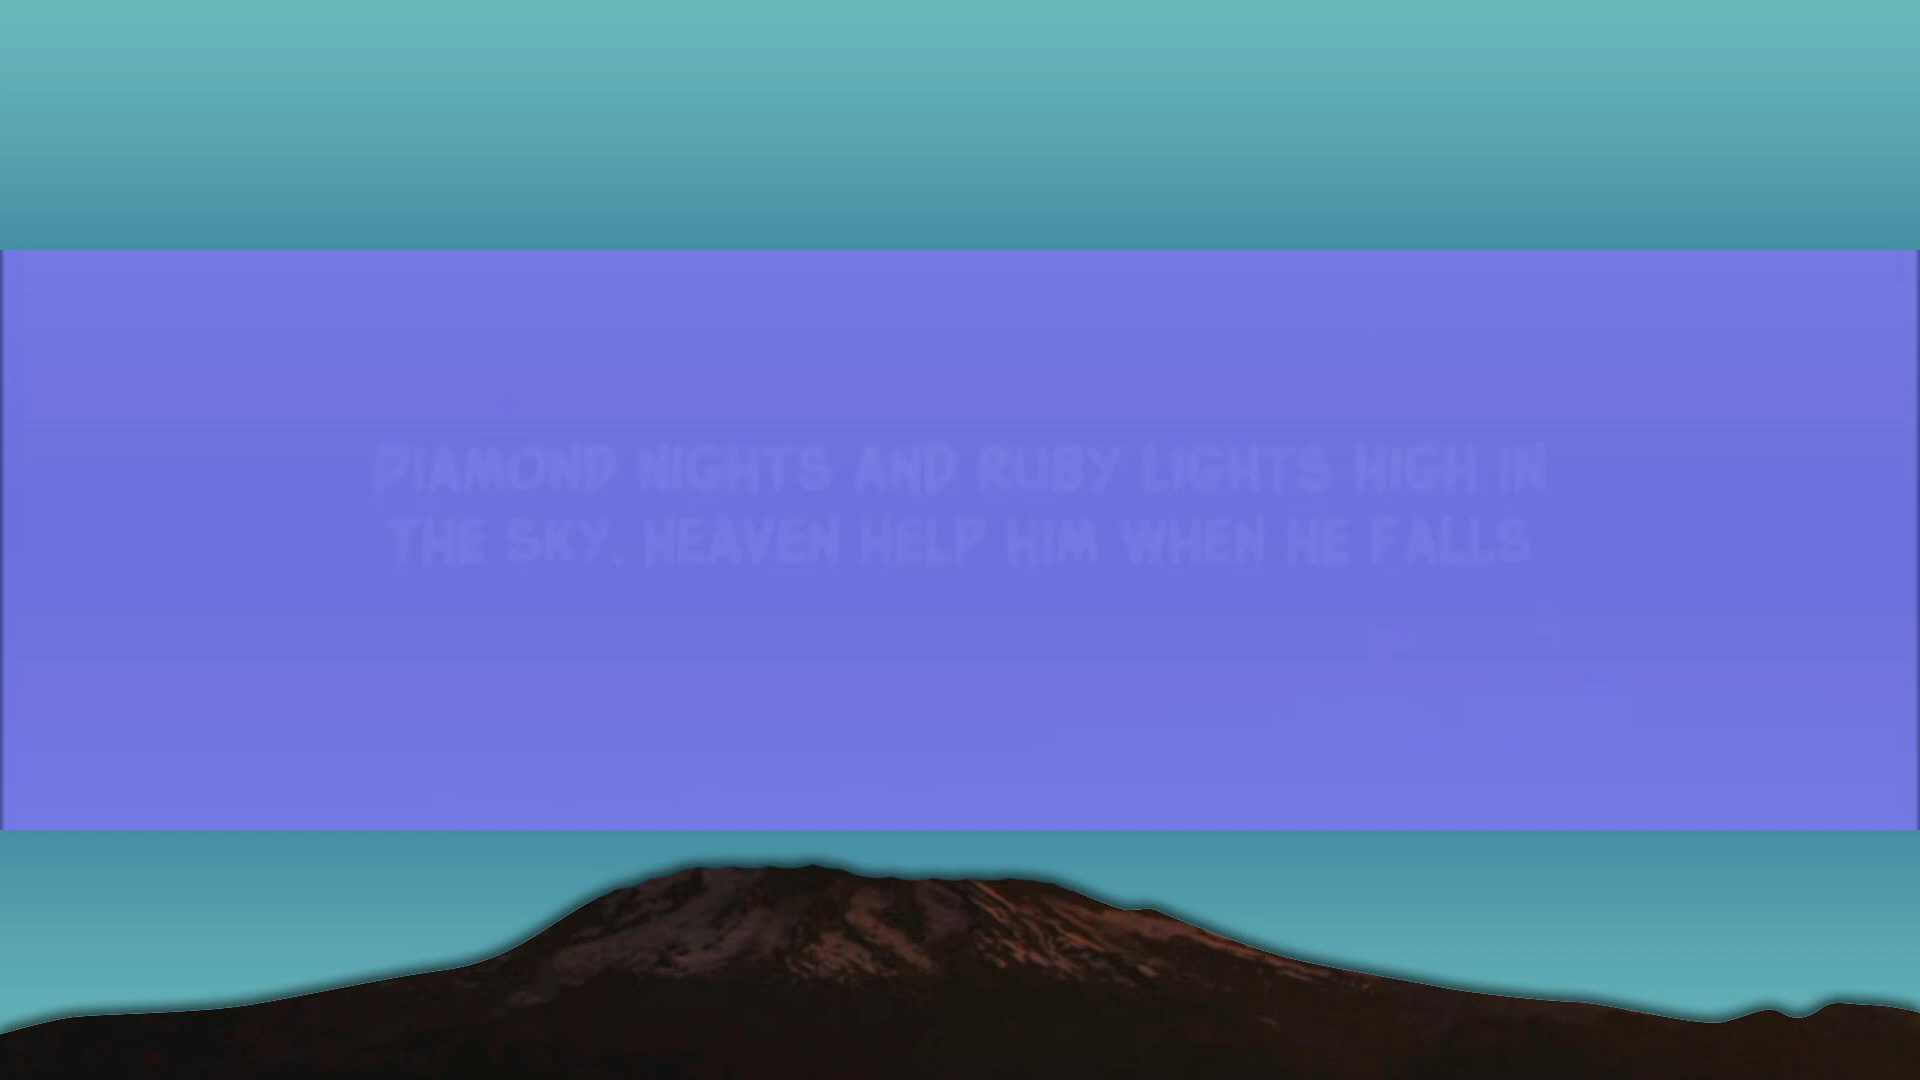 DIAMOND NIGHTS AND RUBY LIGHTS HIGH IN
THE SKY, HEAVEN HELP HIM WHEN HE FALLS